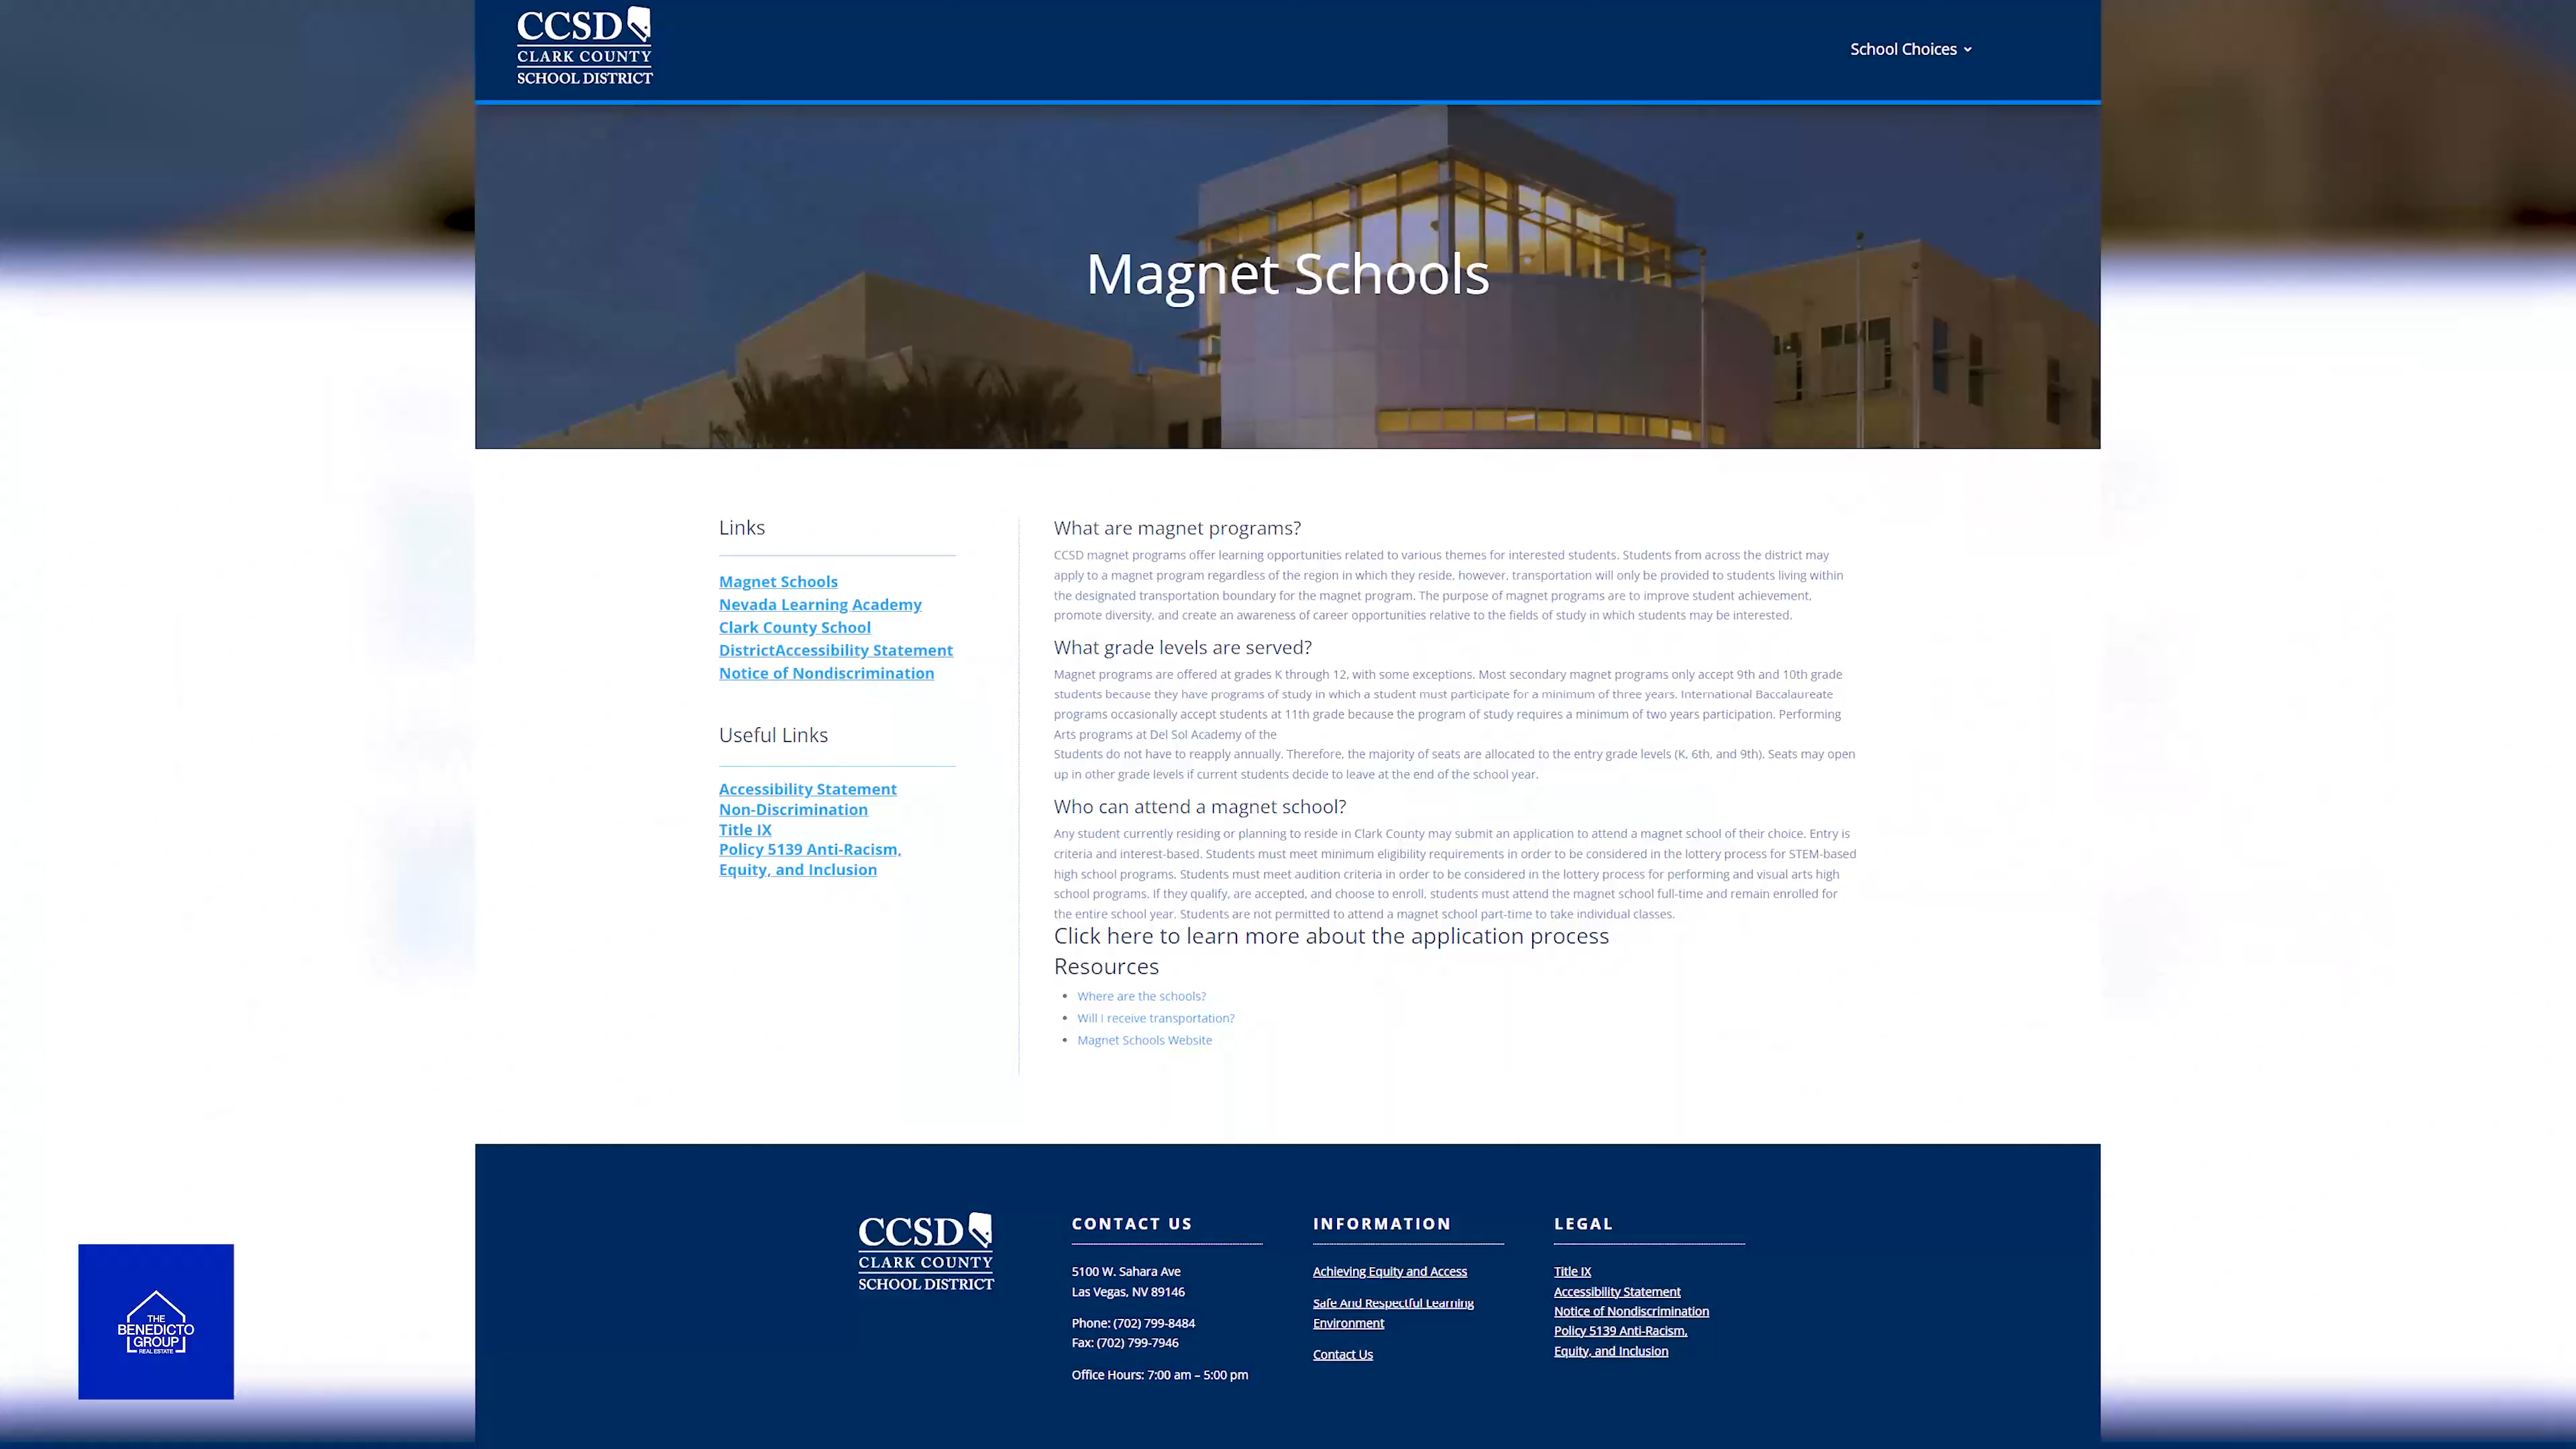 CCSD
CLARK COUNTY
SCHOOL DISTRICT
School Choices
Magnet Schools
Links
Magnet Schools
Nevada Learning Academy
Clark County School
DistrictAccessibility Statement
Notice of Nondiscrimination
Useful Links
Accessibility Statement
Non-Discrimination
Title IX
Policy 5139 Anti-Racism,
Equity, and Inclusion
What are magnet programs?
CCSD magnet programs offer learning opportunities related to various themes for interested students. Students from across the district may
apply to a magnet program regardless of the region in which they reside, however, transportation will only be provided to students living within
the designated transportation boundary for the magnet program. The purpose of magnet programs are to improve student achievement,
promote diversity, and create an awareness of career opportunities relative to the fields of study in which students may be interested.
What grade levels are served?
Magnet programs are offered at grades K through 12, with some exceptions. Most secondary magnet programs only accept 9th and 10th grade
students because they have programs of study in which a student must participate for a minimum of three years. International Baccalaureate
programs occasionally accept students at 11th grade because the program of study requires a minimum of two years participation. Performing
Arts programs at Del Sol Academy of the
Students do not have to reapply annually. Therefore, the majority of seats are allocated to the entry grade levels (K, 6th, and 9th). Seats may open
up in other grade levels if current students decide to leave at the end of the school year.
Who can attend a magnet school?
Any student currently residing or planning to reside in Clark County may submit an application to attend a magnet school of their choice. Entry is
criteria and interest-based. Students must meet minimum eligibility requirements in order to be considered in the lottery process for STEM-based
high school programs. Students must meet audition criteria in order to be considered in the lottery process for performing and visual arts high
school programs. If they qualify, are accepted, and choose to enroll, students must attend the magnet school full-time and remain enrolled for
the entire school year. Students are not permitted to attend a magnet school part-time to take individual classes.
Click here to learn more about the application process
Resources
• Where are the schools?
• Will I receive transportation?
• Magnet Schools Website
CCSD
CLARK COUNTY
SCHOOL DISTRICT
CONTACT US
5100 W. Sahara Ave
Las Vegas, NV 89146
Phone: (702) 799-8484
Fax: (702) 799-7946
Office Hours: 7:00 am – 5:00 pm
INFORMATION
Achieving Equity and Access
Safe And Respectful Learning
Environment
Contact Us
LEGAL
Title IX
Accessibility Statement
Notice of Nondiscrimination
Policy 5139 Anti-Racism,
Equity, and Inclusion
THE
BENEDICTO
GROUP
REAL ESTATE